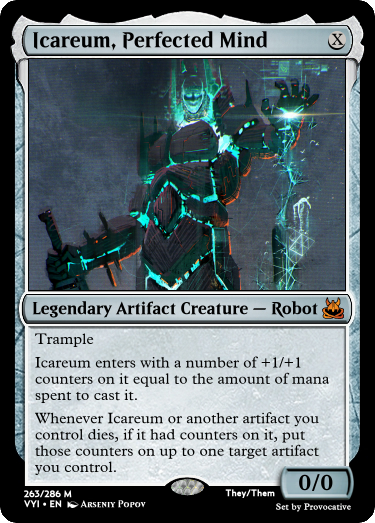 Icareum, Perfected Mind X
Legendary Artifact Creature — Robot
Trample
Icareum enters with a number of +1/+1
counters on it equal to the amount of mana
spent to cast it.
Whenever Icareum or another artifact you
control dies, if it had counters on it, put
those counters on up to one target artifact
you control.
0/0
263/286 M
VYI • EN Arseniy Popov
They/Them
Set by Provocative